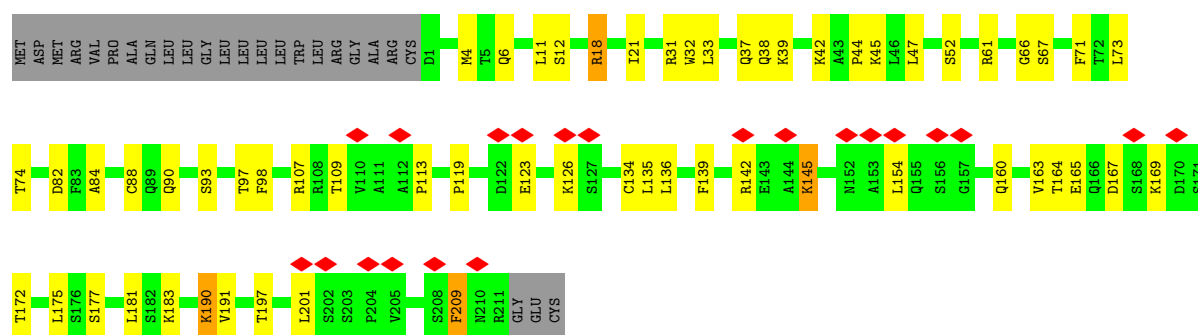 MET ASP MET ARG VAL PRO ALA GLN LEU LEU GLY LEU LEU LEU LEU TRP LEU ARG GLY ALA ARG CYS D1 M4 T5 Q6 L11 S12 R18 I21 R31 W32 L33 Q37 Q38 K39 K42 A43 P44 K45 L46 L47 S52 R61 G66 S67 F71 T72 L73
T74 D82 F83 A84 C88 Q89 Q90 S93 T97 F98 R107 R108 T109 V110 A111 A112 P113 P119 D122 E123 K126 S127 C134 L135 L136 F139 R142 E143 A144 K145 N152 A153 L154 Q155 S156 G157 Q160 V163 T164 E165 Q166 D167 S168 K169 D170 S171
T172 L175 S176 S177 L181 S182 K183 K190 V191 T197 L201 S202 S203 P204 V205 S208 F209 N210 R211 GLY GLU CYS